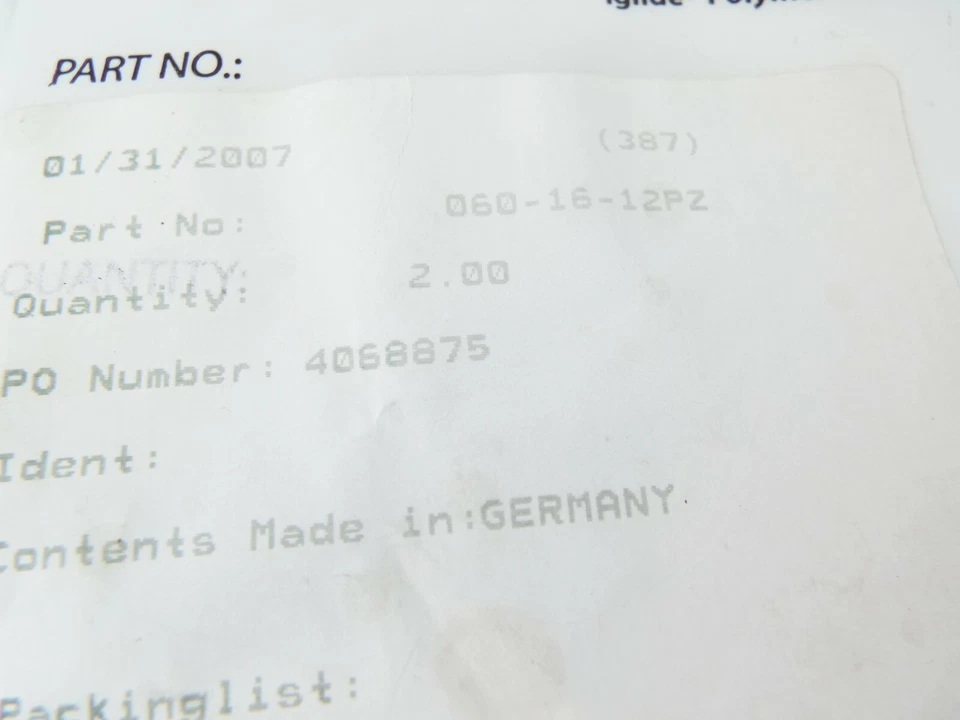 iglide
PART NO.:
01/31/2007 (387)
Part No: 060-16-12PZ
QUANTITY:
Quantity: 2.00
PO Number: 4068875
Ident:
Contents Made in:GERMANY
Packinglist: